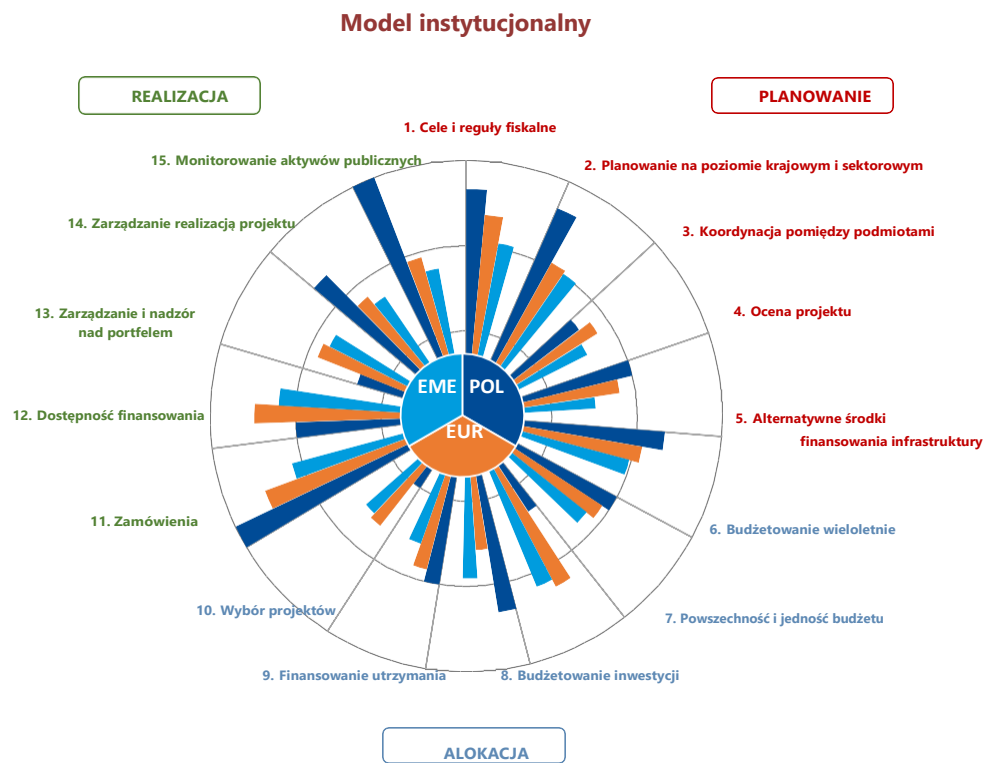 Model instytucjonalny
REALIZACJA
PLANOWANIE
1. Cele i reguły fiskalne
15. Monitorowanie aktywów publicznych
2. Planowanie na poziomie krajowym i sektorowym
14. Zarządzanie realizacją projektu
3. Koordynacja pomiędzy podmiotami
13. Zarządzanie i nadzór
nad portfelem
4. Ocena projektu
EME
POL
EUR
12. Dostępność finansowania
5. Alternatywne środki
finansowania infrastruktury
11. Zamówienia
6. Budżetowanie wieloletnie
10. Wybór projektów
7. Powszechność i jedność budżetu
9. Finansowanie utrzymania
8. Budżetowanie inwestycji
ALOKACJA